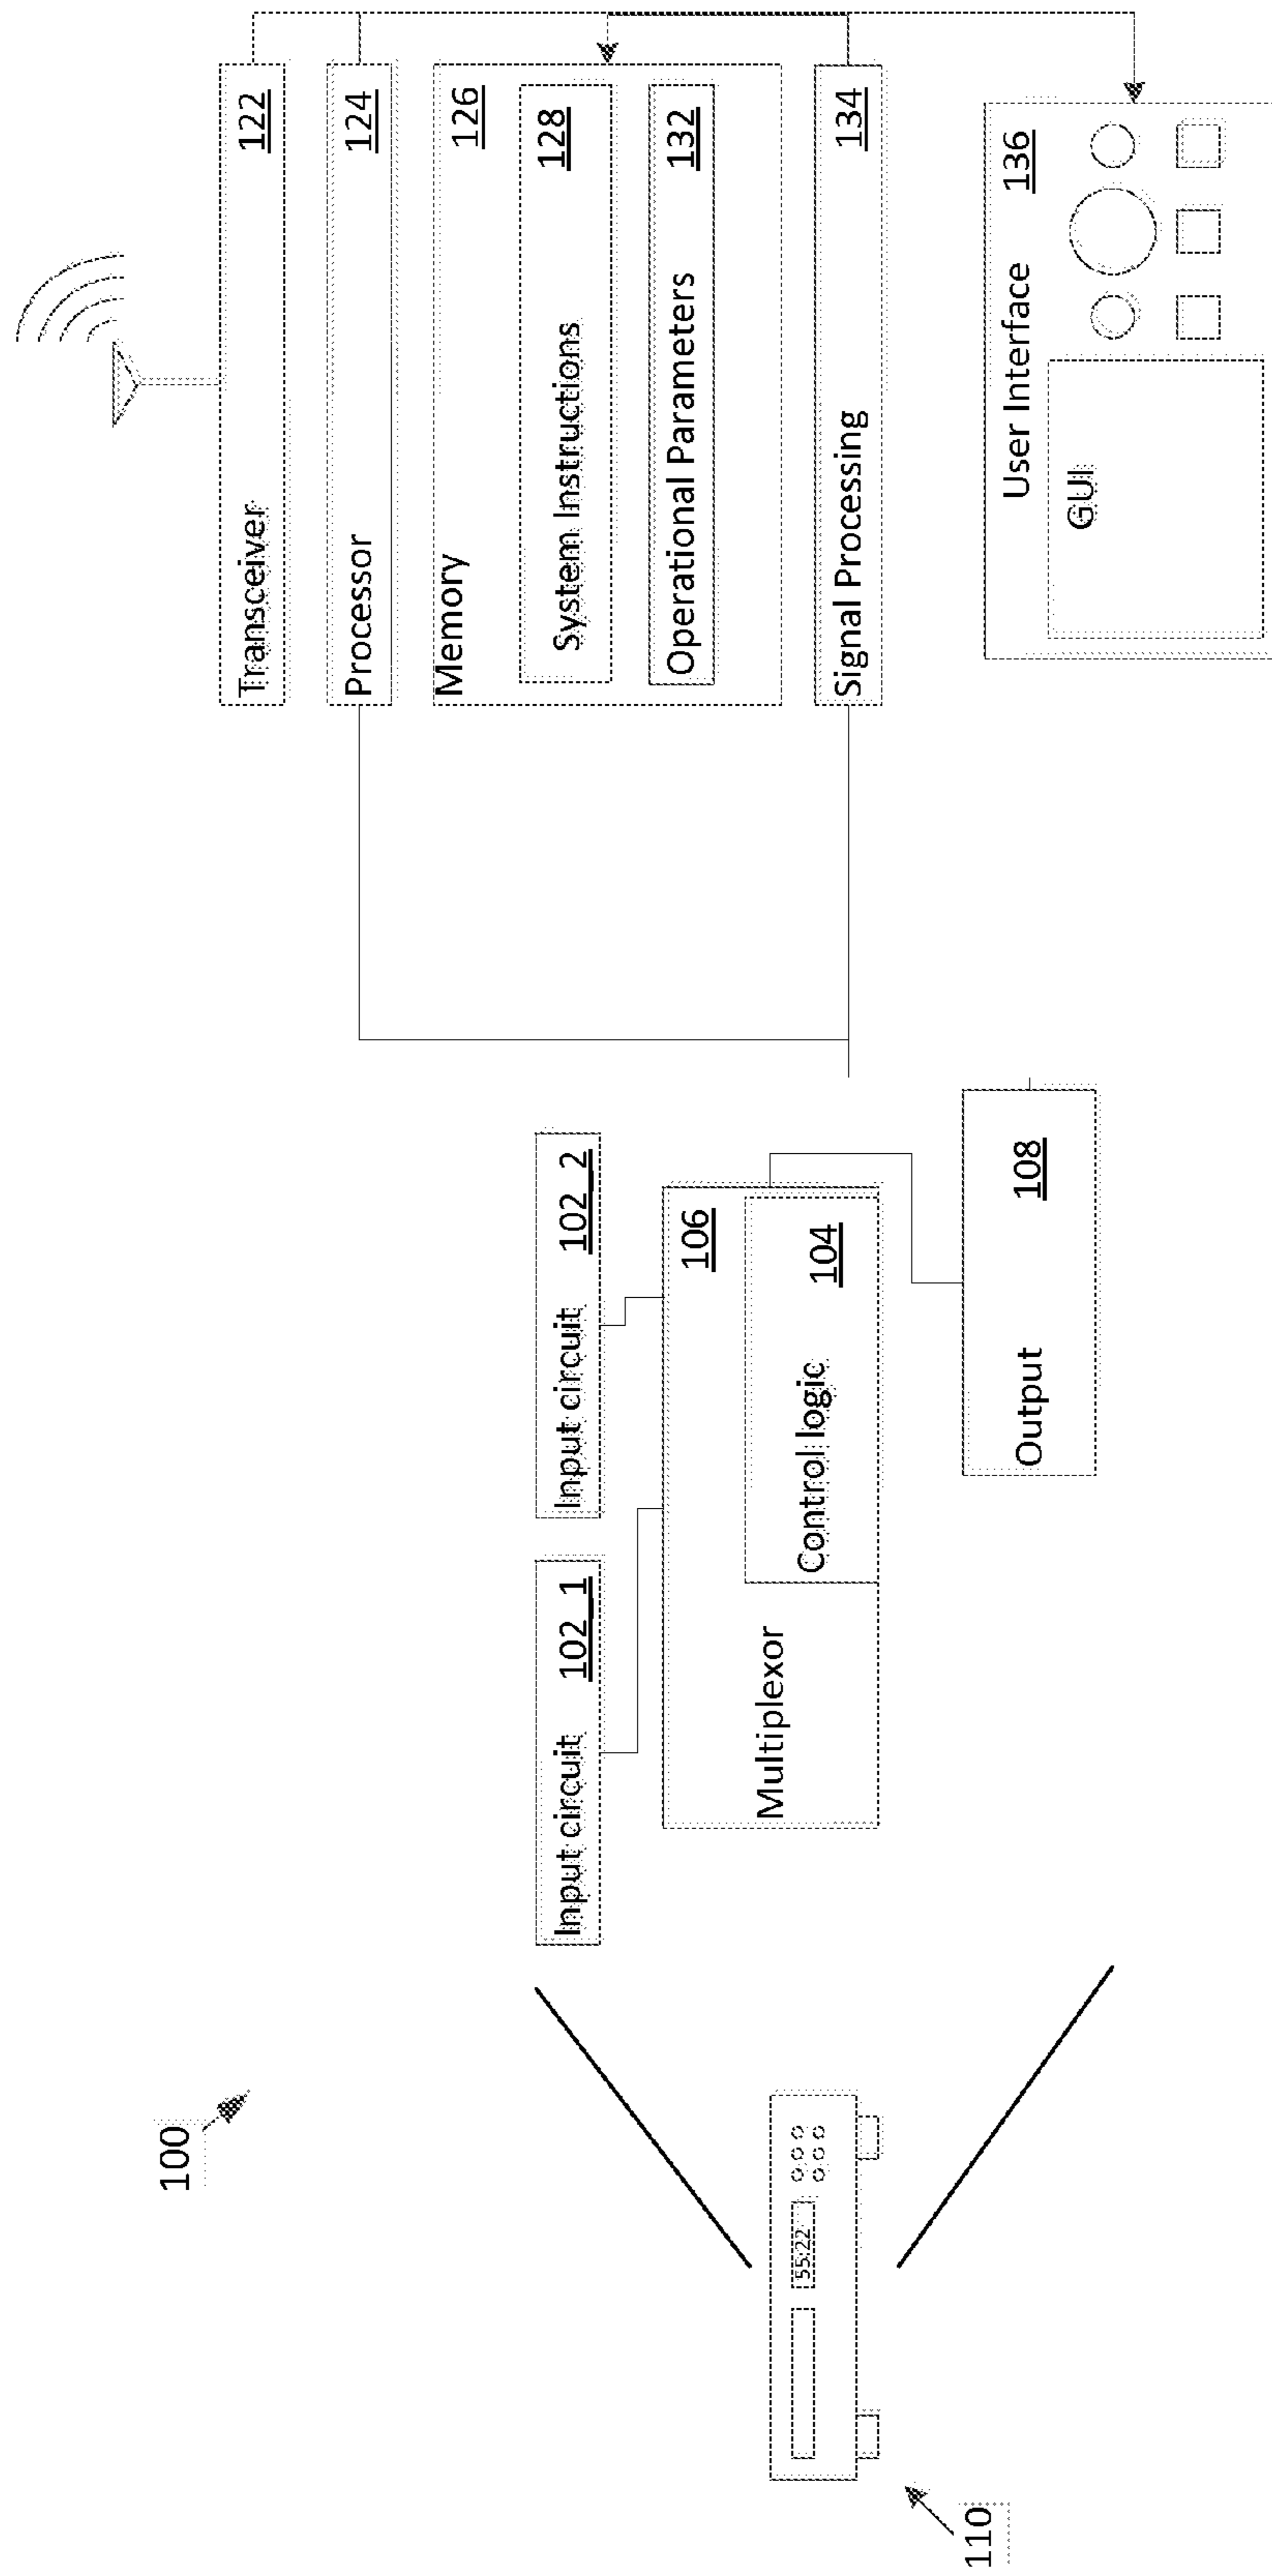 100
110
55:22
Input circuit 102_1
Input circuit 102_2
Multiplexor 106
Control logic 104
Output 108
Transceiver 122
Processor 124
Memory 126
System Instructions 128
Operational Parameters 132
Signal Processing 134
User Interface 136
GUI